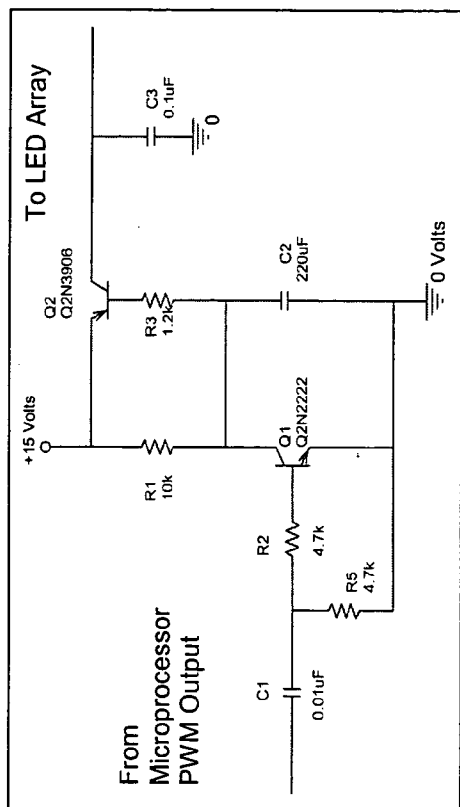 From
Microprocessor
PWM Output
C1
0.01uF
R5
4.7k
R2
4.7k
Q1
Q2N2222
R1
10k
+15 Volts
R3
1.2k
Q2
Q2N3906
C2
220uF
0 Volts
To LED Array
C3
0.1uF
0